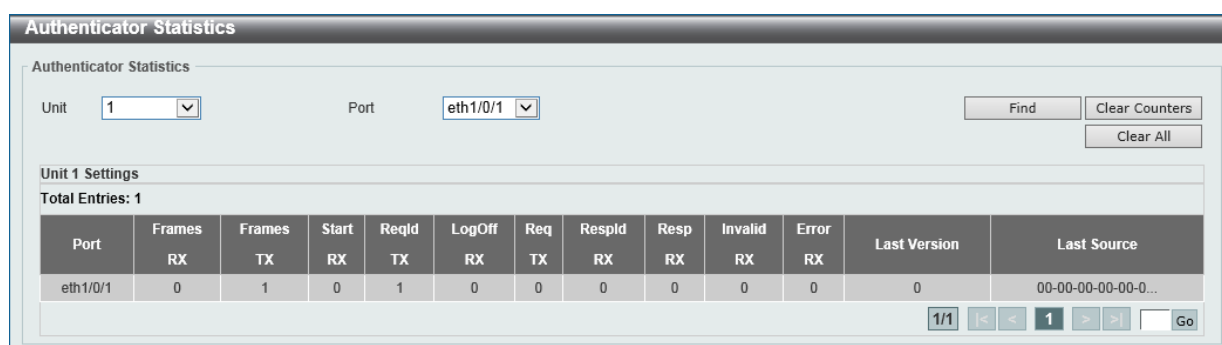 Authenticator Statistics
Authenticator Statistics
Unit 1 Port eth1/0/1 Find Clear Counters
Clear All
Unit 1 Settings
Total Entries: 1
Port Frames RX Frames TX Start RX ReqId TX LogOff RX Req TX RespId RX Resp RX Invalid RX Error RX Last Version Last Source
eth1/0/1 0 1 0 1 0 0 0 0 0 0 0 00-00-00-00-00-0...
1/1 |< < 1 > >| Go